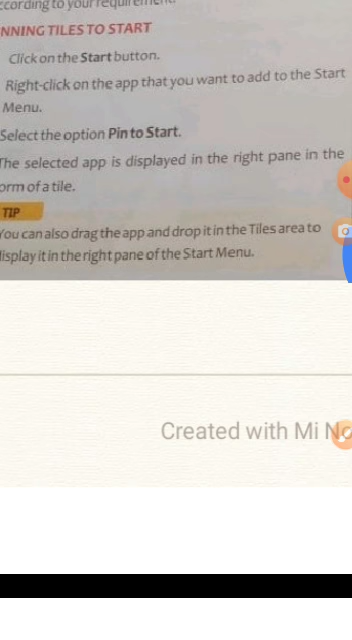 ccording to your requirement.
NNING TILES TO START
Click on the Start button.
Right-click on the app that you want to add to the Start
Menu.
Select the option Pin to Start.
The selected app is displayed in the right pane in the
orm of a tile.
TIP
You can also drag the app and drop it in the Tiles area to
isplay it in the right pane of the Start Menu.
Created with Mi No